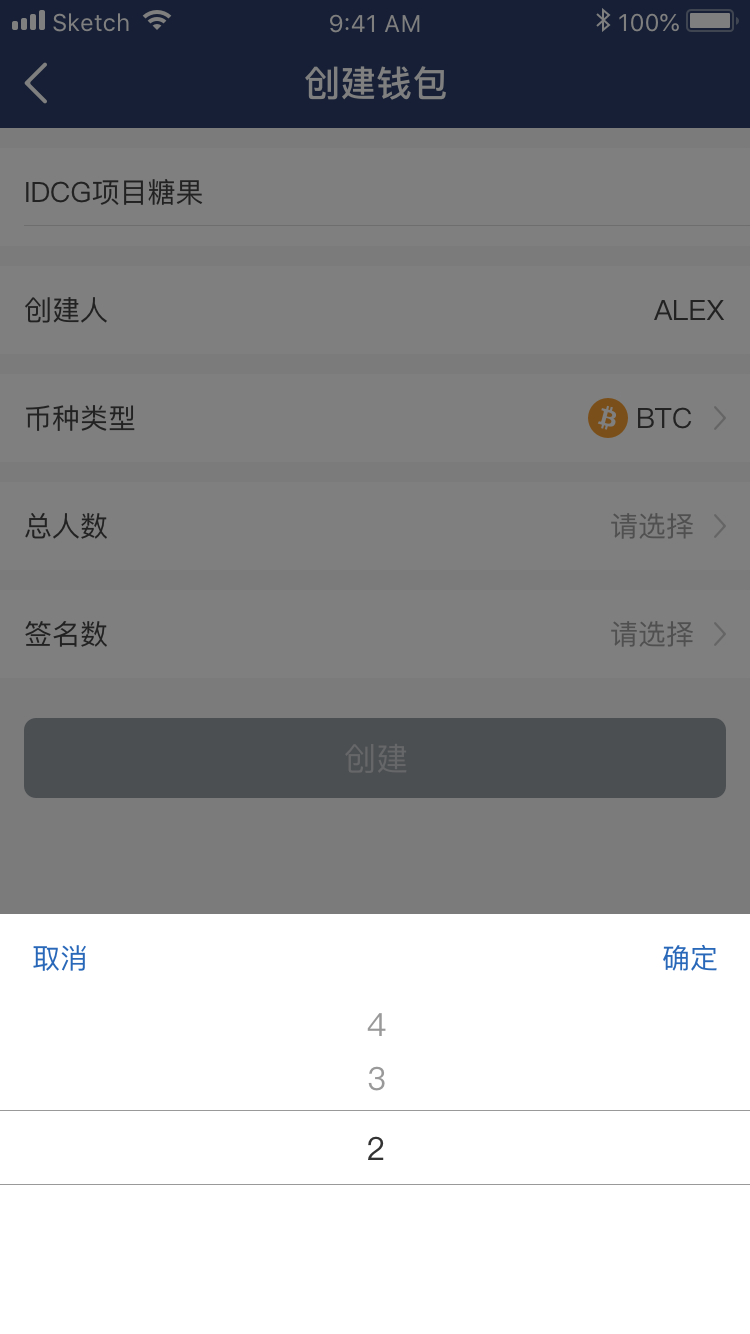 Sketch 9:41 AM 100%
创建钱包
IDCG项目糖果
创建人 ALEX
币种类型 BTC
总人数 请选择
签名数 请选择
创建
取消 确定
4
3
2